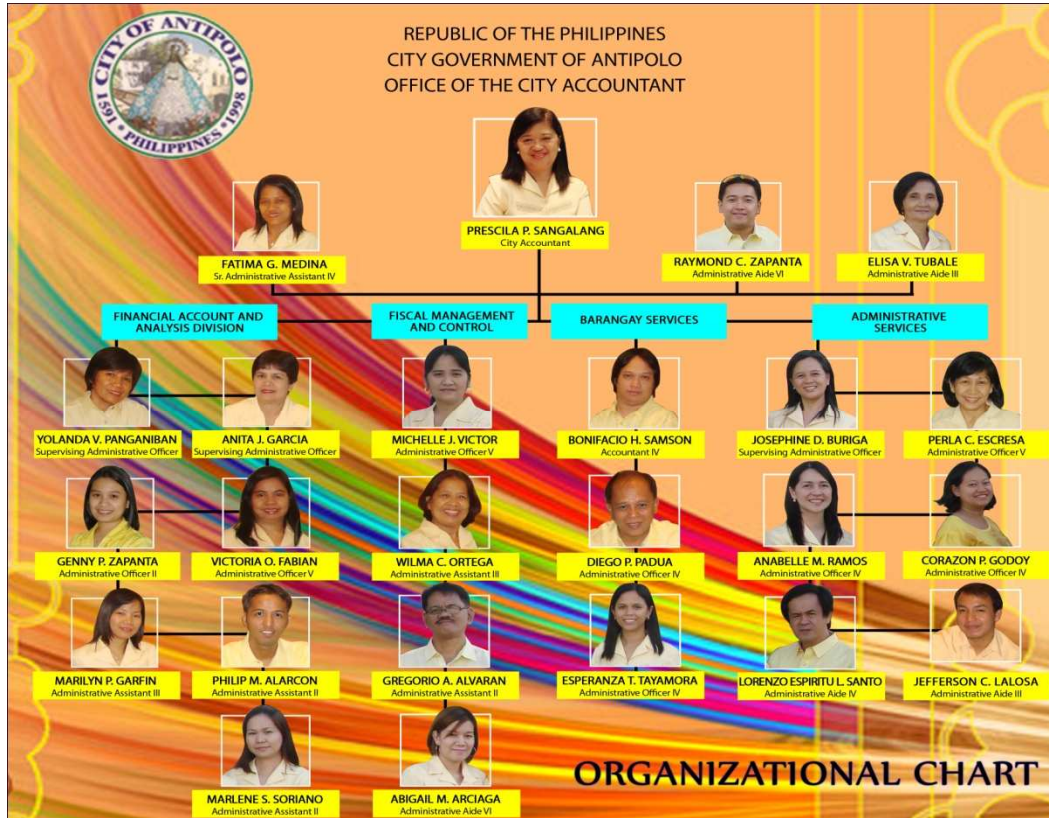 CITY OF ANTIPOLO
1591 • PHILIPPINES • 1998
REPUBLIC OF THE PHILIPPINES
CITY GOVERNMENT OF ANTIPOLO
OFFICE OF THE CITY ACCOUNTANT
PRESCILA P. SANGALANG
City Accountant
FATIMA G. MEDINA
Sr. Administrative Assistant IV
RAYMOND C. ZAPANTA
Administrative Aide VI
ELISA V. TUBALE
Administrative Aide III
FINANCIAL ACCOUNT AND
ANALYSIS DIVISION
FISCAL MANAGEMENT
AND CONTROL
BARANGAY SERVICES
ADMINISTRATIVE
SERVICES
YOLANDA V. PANGANIBAN
Supervising Administrative Officer
ANITA J. GARCIA
Supervising Administrative Officer
MICHELLE J. VICTOR
Administrative Officer V
BONIFACIO H. SAMSON
Accountant IV
JOSEPHINE D. BURIGA
Supervising Administrative Officer
PERLA C. ESCRESA
Administrative Officer V
GENNY P. ZAPANTA
Administrative Officer II
VICTORIA O. FABIAN
Administrative Officer V
WILMA C. ORTEGA
Administrative Assistant III
DIEGO P. PADUA
Administrative Officer IV
ANABELLE M. RAMOS
Administrative Officer IV
CORAZON P. GODOY
Administrative Officer IV
MARILYN P. GARFIN
Administrative Assistant III
PHILIP M. ALARCON
Administrative Assistant II
GREGORIO A. ALVARAN
Administrative Assistant II
ESPERANZA T. TAYAMORA
Administrative Officer IV
LORENZO ESPIRITU L. SANTO
Administrative Aide IV
JEFFERSON C. LALOSA
Administrative Aide III
MARLENE S. SORIANO
Administrative Assistant II
ABIGAIL M. ARCIAGA
Administrative Aide VI
ORGANIZATIONAL CHART